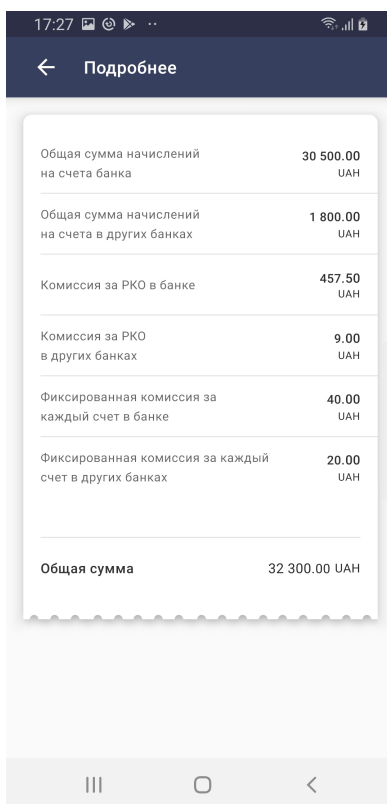 17:27
Подробнее
Общая сумма начислений
на счета банка
30 500.00
UAH
Общая сумма начислений
на счета в других банках
1 800.00
UAH
Комиссия за РКО в банке
457.50
UAH
Комиссия за РКО
в других банках
9.00
UAH
Фиксированная комиссия за
каждый счет в банке
40.00
UAH
Фиксированная комиссия за каждый
счет в других банках
20.00
UAH
Общая сумма
32 300.00 UAH